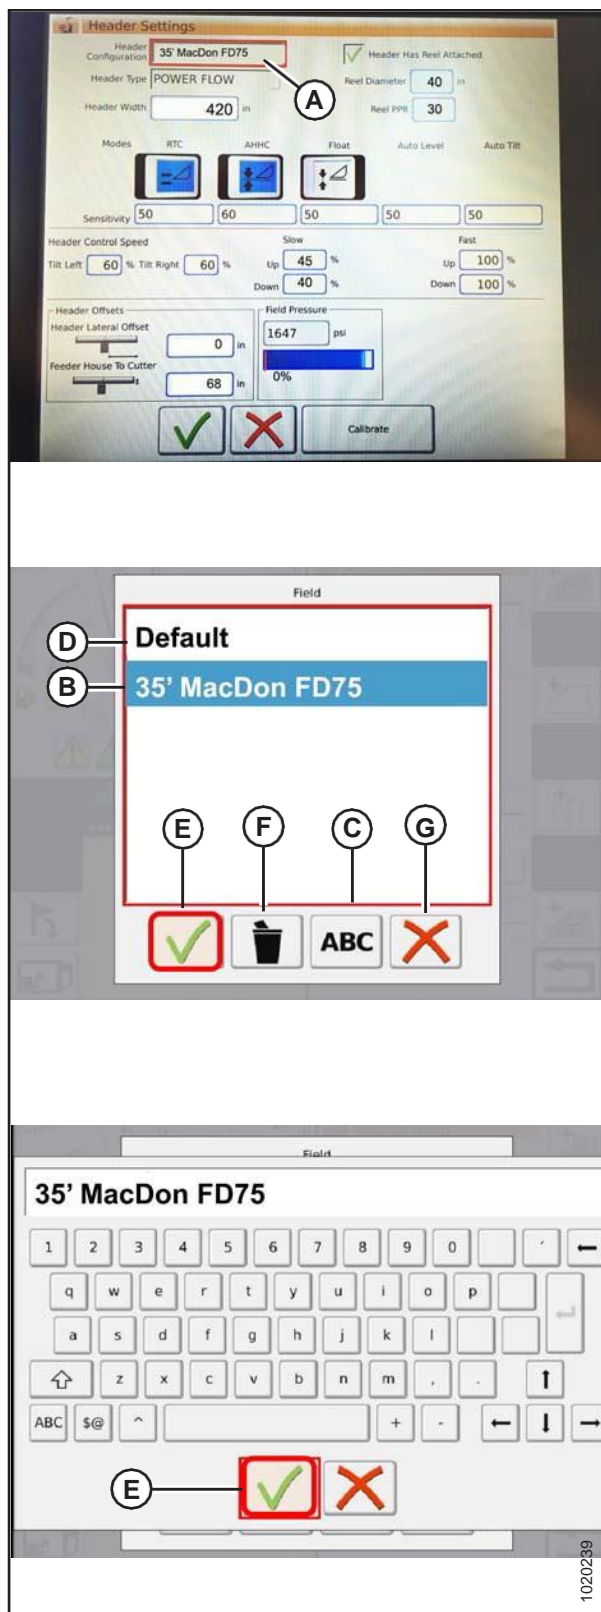 Header Settings
Header Configuration 35' MacDon FD75 Header Has Reel Attached
A
Header Type POWER FLOW Reel Diameter 40 in
Header Width 420 in Reel PPR 30
Modes RTC AHHC Float Auto Level Auto Tilt
Sensitivity 50 60 50 50 50
Header Control Speed Slow Fast
Tilt Left 60 % Tilt Right 60 % Up 45 % Up 100 %
Down 40 % Down 100 %
Header Offsets Field Pressure
Header Lateral Offset 1647 psi
0 in
Feeder House To Cutter 0%
68 in
Calibrate
Field
D Default
B 35' MacDon FD75
E F C G
ABC
Field
35' MacDon FD75
1 2 3 4 5 6 7 8 9 0 ´ ←
q w e r t y u i o p
a s d f g h j k l
z x c v b n m , . ↑
ABC $@ ^ + - ← ↓ →
E
1020239